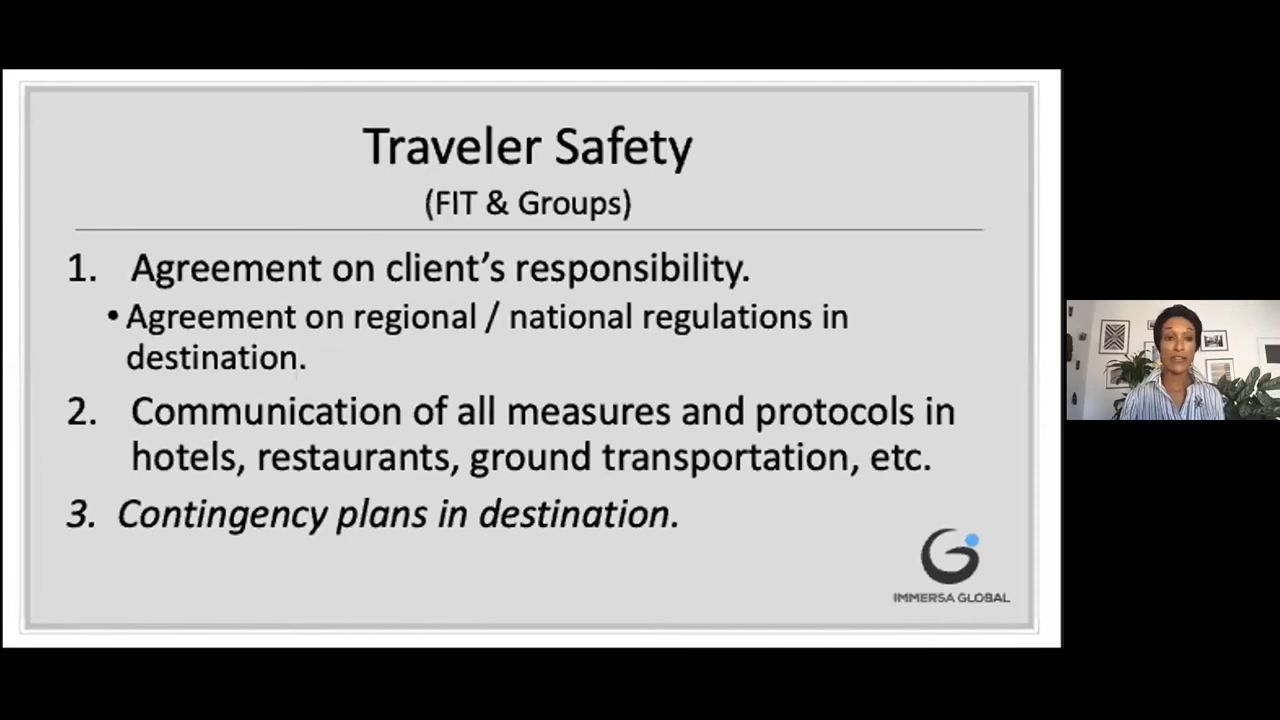 Traveler Safety
(FIT & Groups)
1. Agreement on client’s responsibility.
• Agreement on regional / national regulations in
destination.
2. Communication of all measures and protocols in
hotels, restaurants, ground transportation, etc.
3. Contingency plans in destination.
IMMERSA GLOBAL